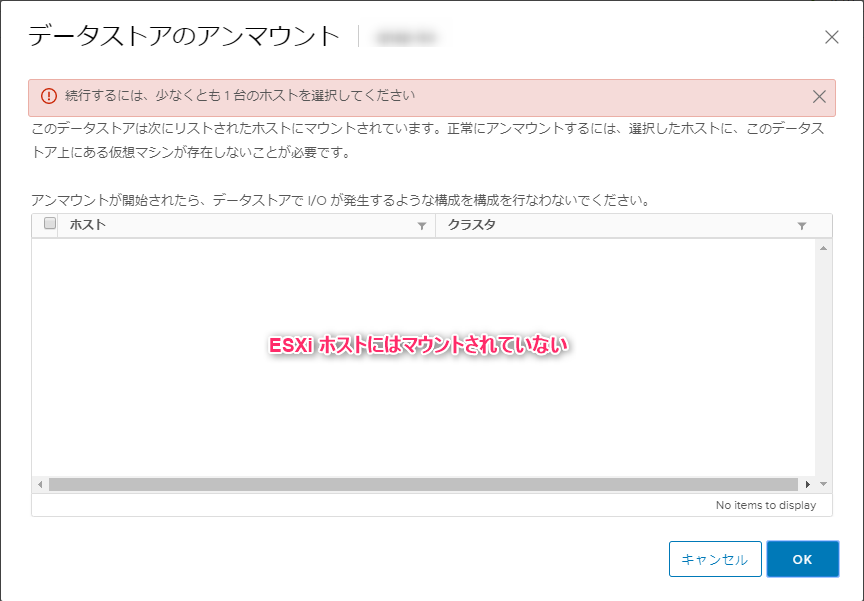 データストアのアンマウント
続行するには、少なくとも 1 台のホストを選択してください
このデータストアは次にリストされたホストにマウントされています。正常にアンマウントするには、選択したホストに、このデータス
トア上にある仮想マシンが存在しないことが必要です。
アンマウントが開始されたら、データストアで I/O が発生するような構成を構成を行なわないでください。
ホスト クラスタ
ESXi ホストにはマウントされていない
No items to display
キャンセル OK